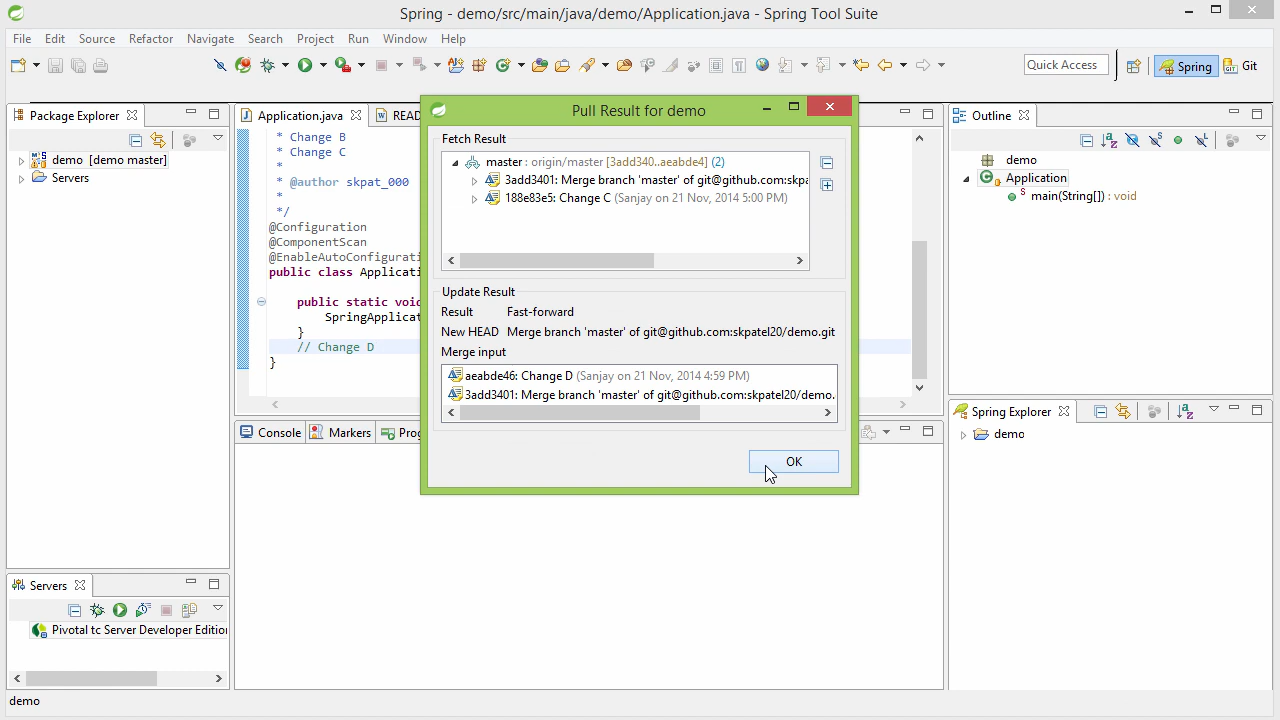 Spring - demo/src/main/java/demo/Application.java - Spring Tool Suite
File Edit Source Refactor Navigate Search Project Run Window Help
Quick Access
Spring
Git
Package Explorer
demo [demo master]
Servers
Application.java
READ
* Change B
* Change C
*
* @author skpat_000
*
*/
@Configuration
@ComponentScan
@EnableAutoConfiguratio
public class Applicati
public static void
SpringApplicat
}
// Change D
}
Pull Result for demo
Fetch Result
master : origin/master [3add340..aeabde4] (2)
3add3401: Merge branch 'master' of git@github.com:skpa
188e83e5: Change C (Sanjay on 21 Nov, 2014 5:00 PM)
Update Result
Result Fast-forward
New HEAD Merge branch 'master' of git@github.com:skpatel20/demo.git
Merge input
aeabde46: Change D (Sanjay on 21 Nov, 2014 4:59 PM)
3add3401: Merge branch 'master' of git@github.com:skpatel20/demo.
OK
Outline
demo
Application
main(String[]) : void
Console
Markers
Prog
Spring Explorer
demo
Servers
Pivotal tc Server Developer Edition
demo